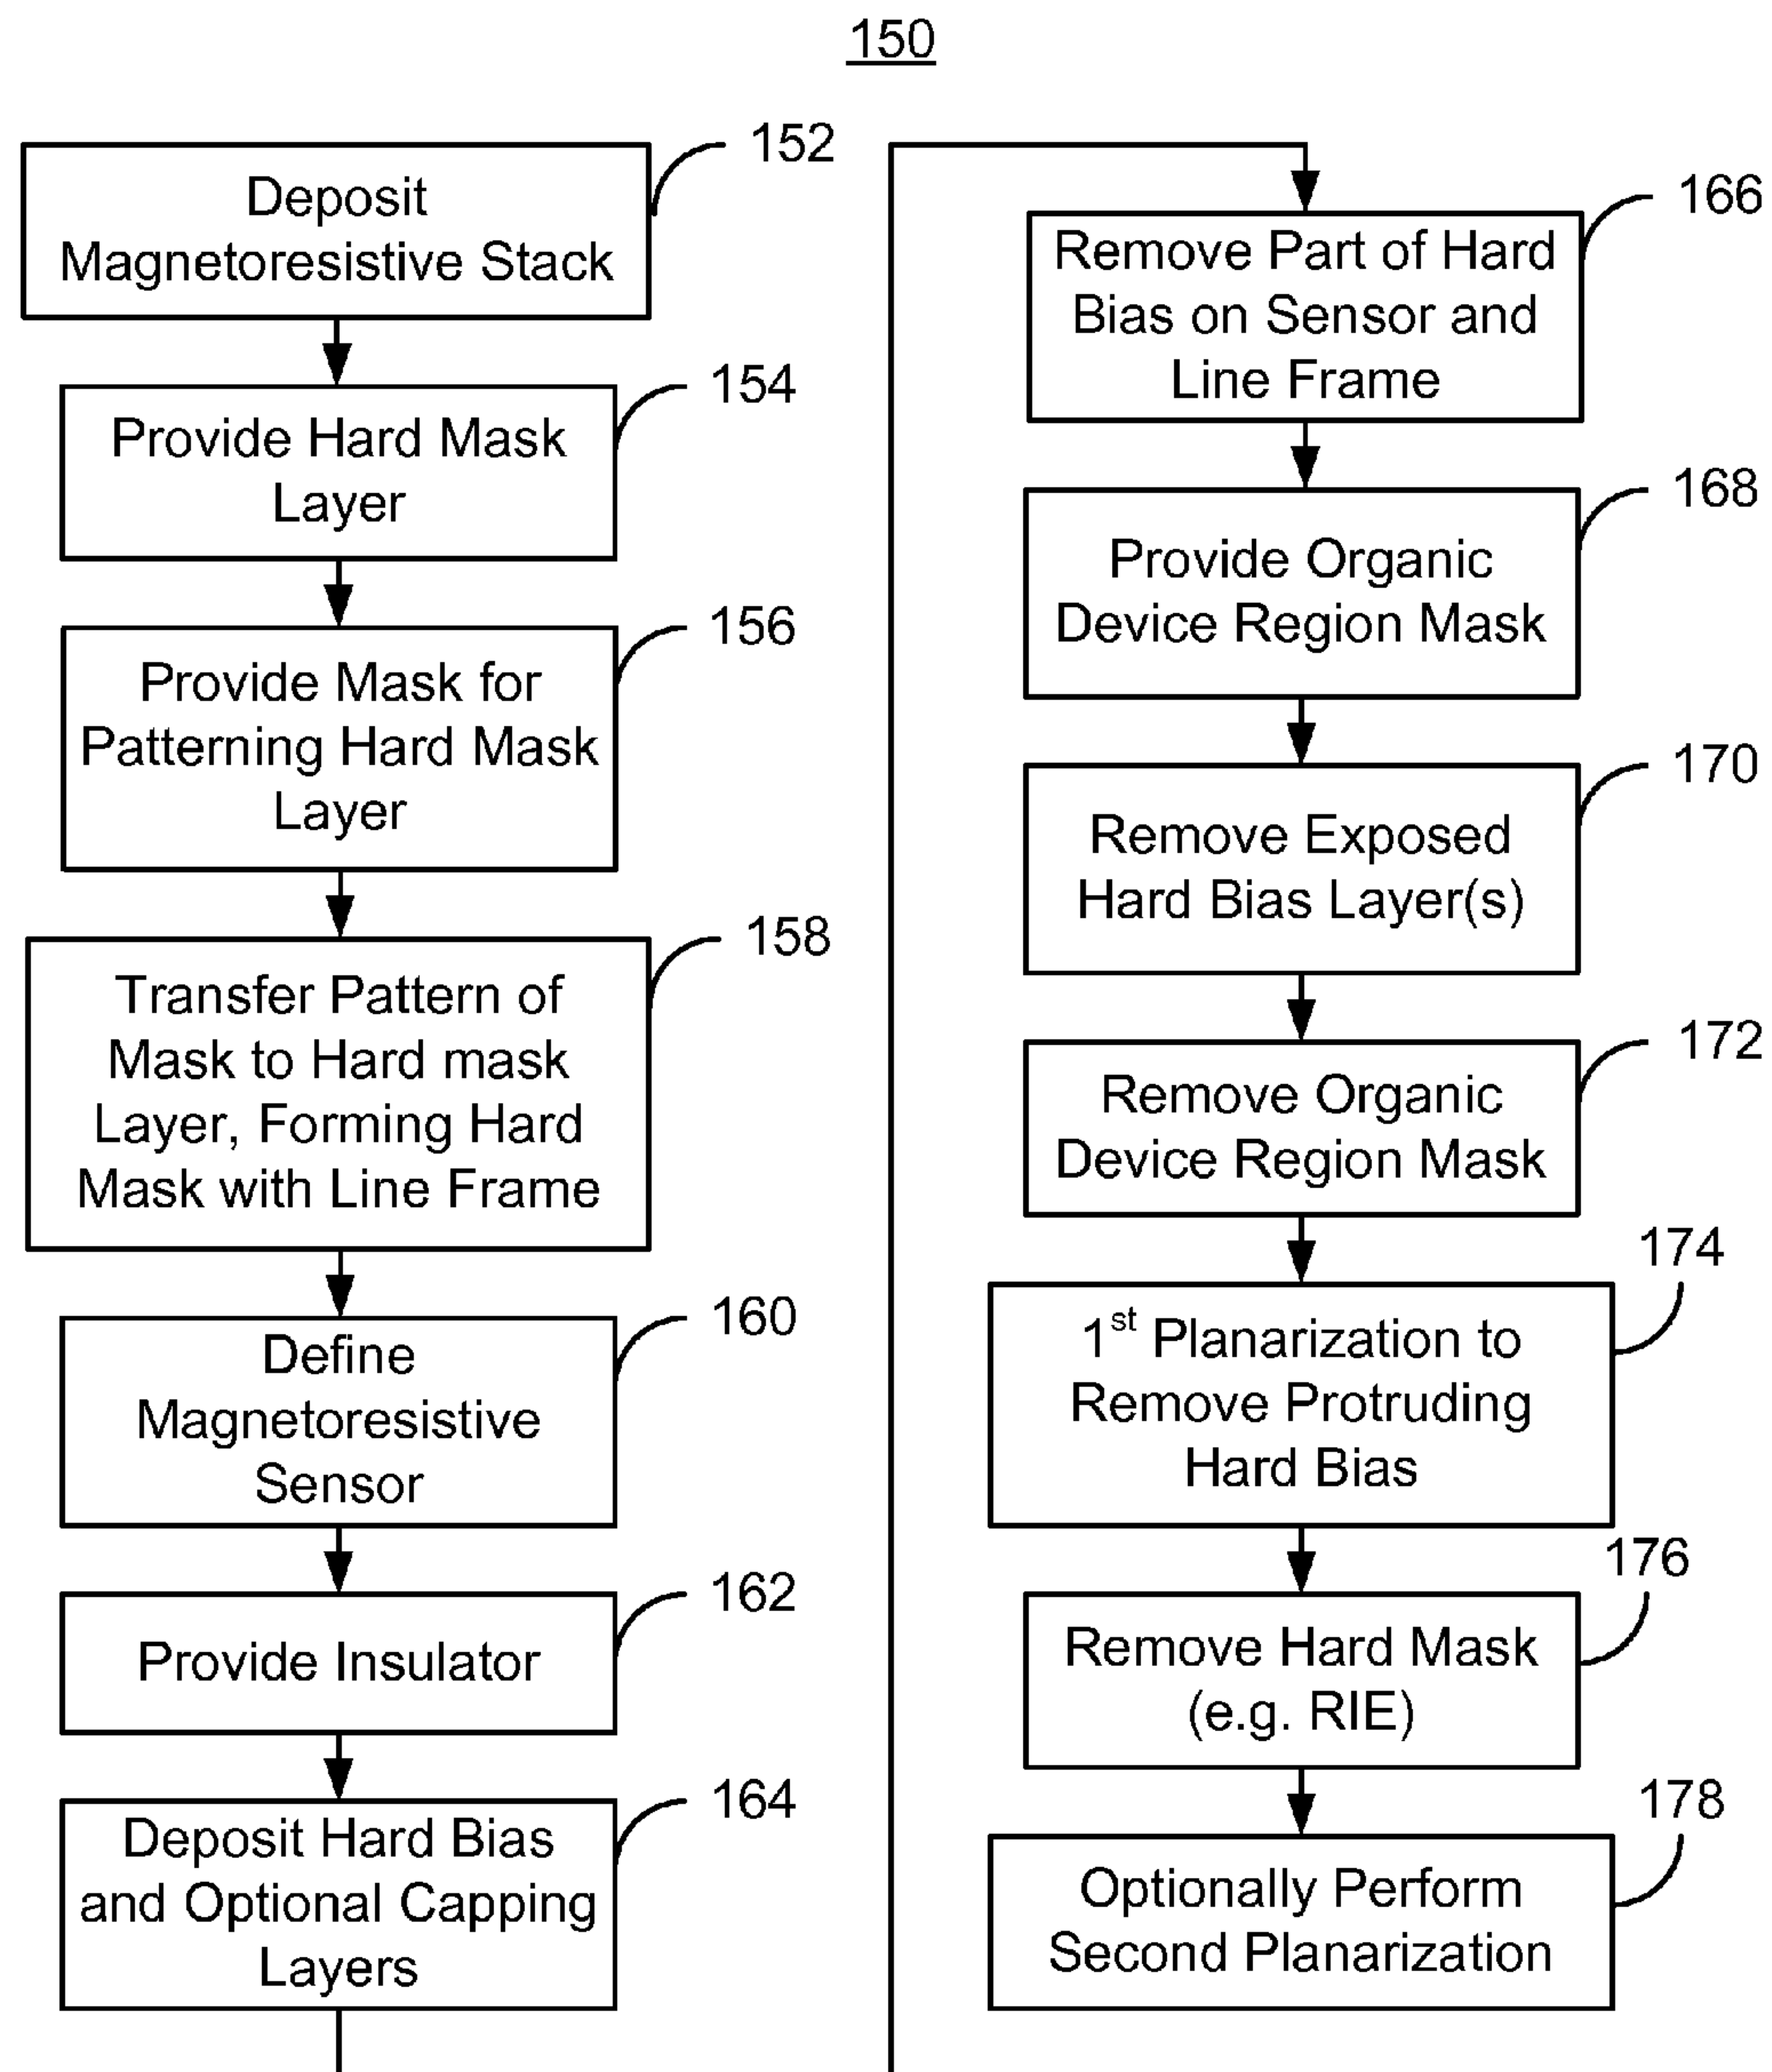 150
152
Deposit
Magnetoresistive Stack
154
Provide Hard Mask
Layer
156
Provide Mask for
Patterning Hard Mask
Layer
158
Transfer Pattern of
Mask to Hard mask
Layer, Forming Hard
Mask with Line Frame
160
Define
Magnetoresistive
Sensor
162
Provide Insulator
164
Deposit Hard Bias
and Optional Capping
Layers
166
Remove Part of Hard
Bias on Sensor and
Line Frame
168
Provide Organic
Device Region Mask
170
Remove Exposed
Hard Bias Layer(s)
172
Remove Organic
Device Region Mask
174
1st Planarization to
Remove Protruding
Hard Bias
176
Remove Hard Mask
(e.g. RIE)
178
Optionally Perform
Second Planarization